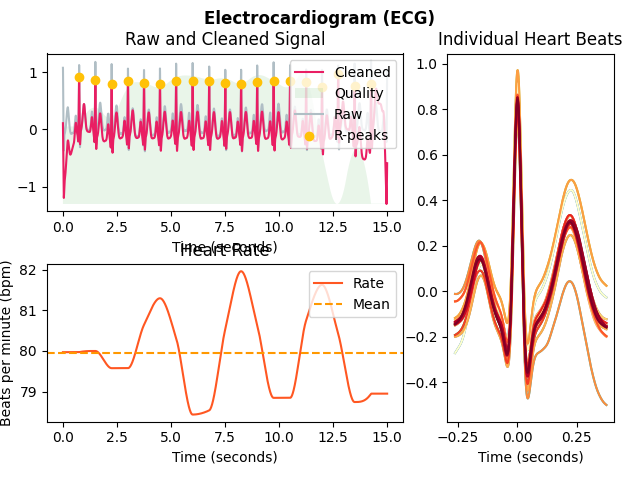 Electrocardiogram (ECG)
Raw and Cleaned Signal
1
0
−1
Cleaned
Quality
Raw
R-peaks
0.0 2.5 5.0 7.5 10.0 12.5 15.0
Time (seconds)
Heart Rate
82
81
80
79
Beats per minute (bpm)
Rate
Mean
0.0 2.5 5.0 7.5 10.0 12.5 15.0
Time (seconds)
Individual Heart Beats
1.0
0.8
0.6
0.4
0.2
0.0
−0.2
−0.4
−0.25 0.00 0.25
Time (seconds)